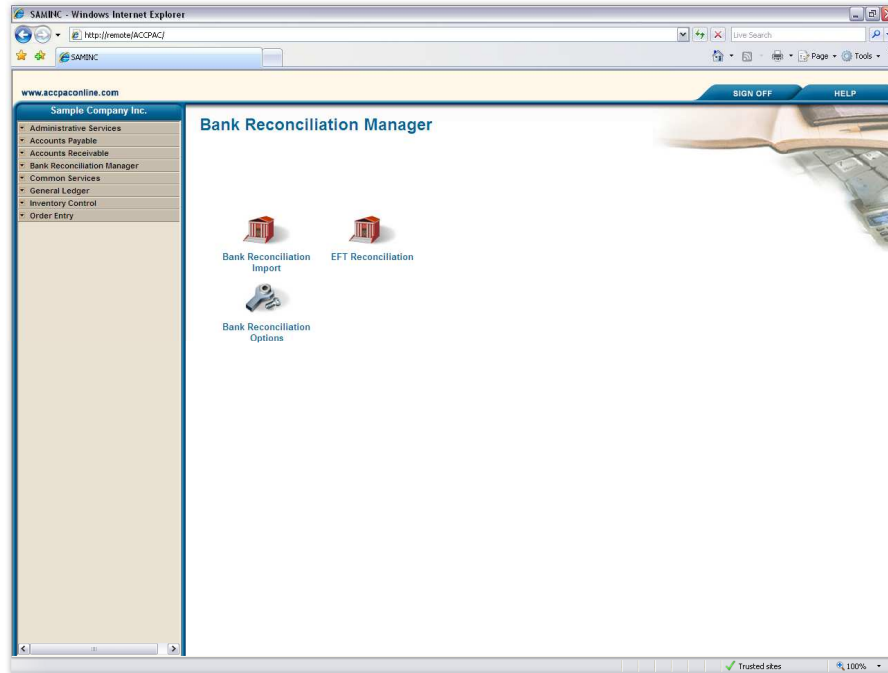 SAMINC - Windows Internet Explorer
http://remote/ACCPAC/
Live Search
SAMINC
Page
Tools
www.accpaconline.com
SIGN OFF
HELP
Sample Company Inc.
Administrative Services
Accounts Payable
Accounts Receivable
Bank Reconciliation Manager
Common Services
General Ledger
Inventory Control
Order Entry
Bank Reconciliation Manager
Bank Reconciliation
Import
EFT Reconciliation
Bank Reconciliation
Options
Trusted sites
100%